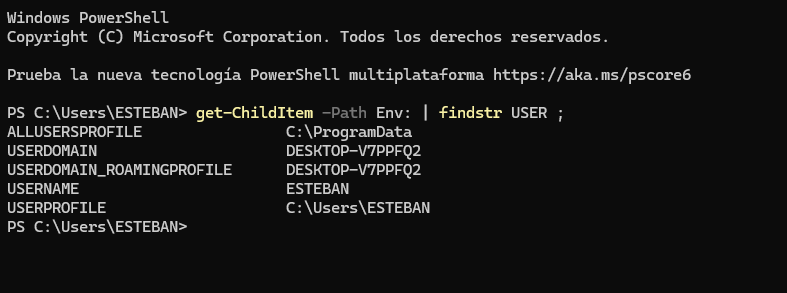 Windows PowerShell
Copyright (C) Microsoft Corporation. Todos los derechos reservados.
Prueba la nueva tecnología PowerShell multiplataforma https://aka.ms/pscore6
PS C:\Users\ESTEBAN> get-ChildItem -Path Env: | findstr USER ;
ALLUSERSPROFILE                C:\ProgramData
USERDOMAIN                     DESKTOP-V7PPFQ2
USERDOMAIN_ROAMINGPROFILE      DESKTOP-V7PPFQ2
USERNAME                       ESTEBAN
USERPROFILE                    C:\Users\ESTEBAN
PS C:\Users\ESTEBAN>